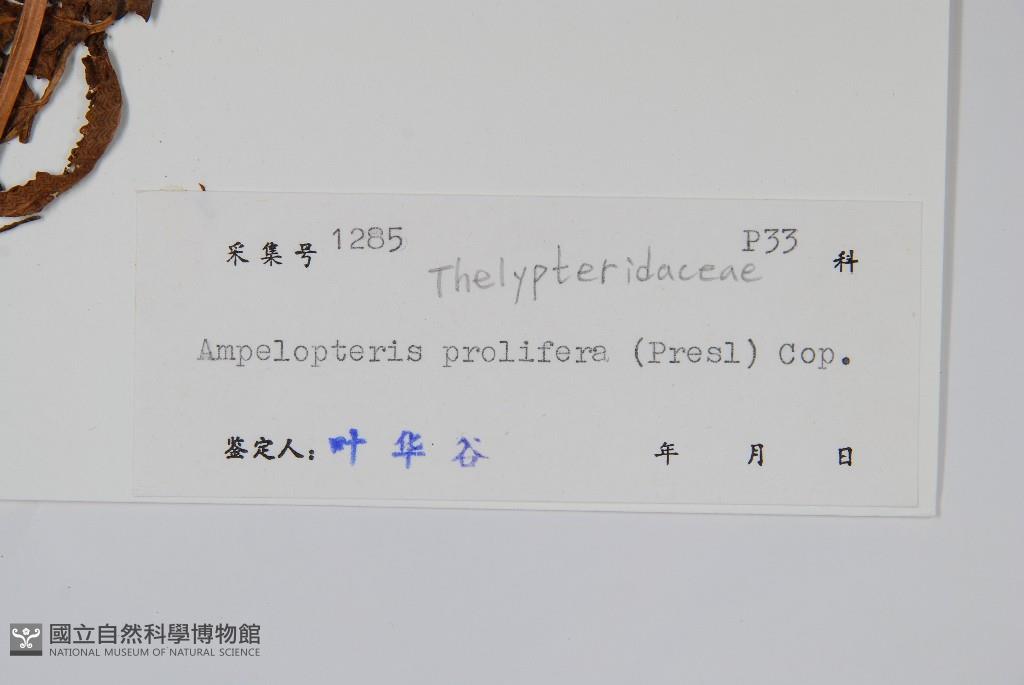 采集号 1285 P33 科
Thelypteridaceae
Ampelopteris prolifera (Presl) Cop.
鉴定人: 叶华谷 年 月 日
國立自然科學博物館
NATIONAL MUSEUM OF NATURAL SCIENCE